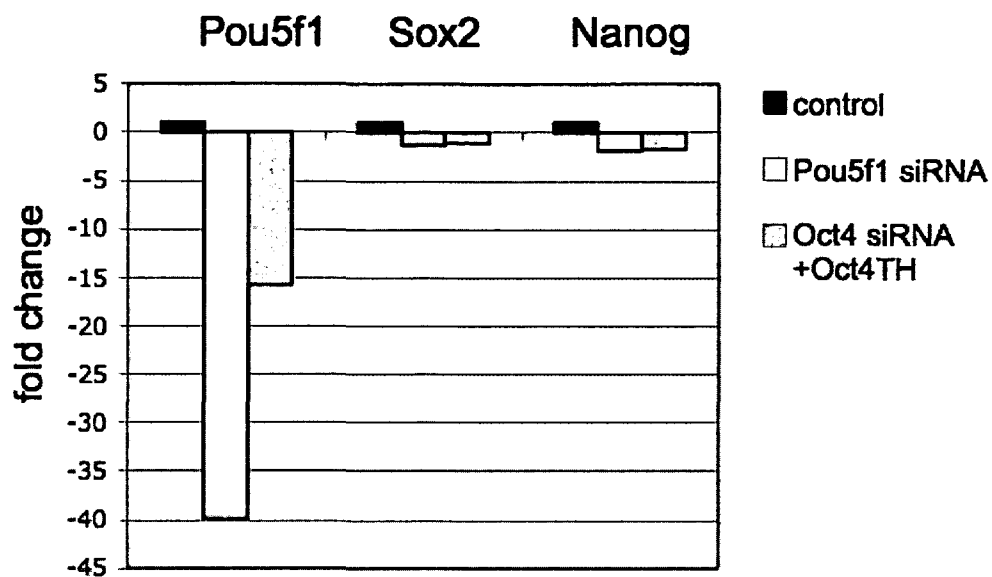 Pou5f1 Sox2 Nanog
5
0
-5
-10
-15
-20
-25
-30
-35
-40
-45
fold change
control
Pou5f1 siRNA
Oct4 siRNA
+Oct4TH